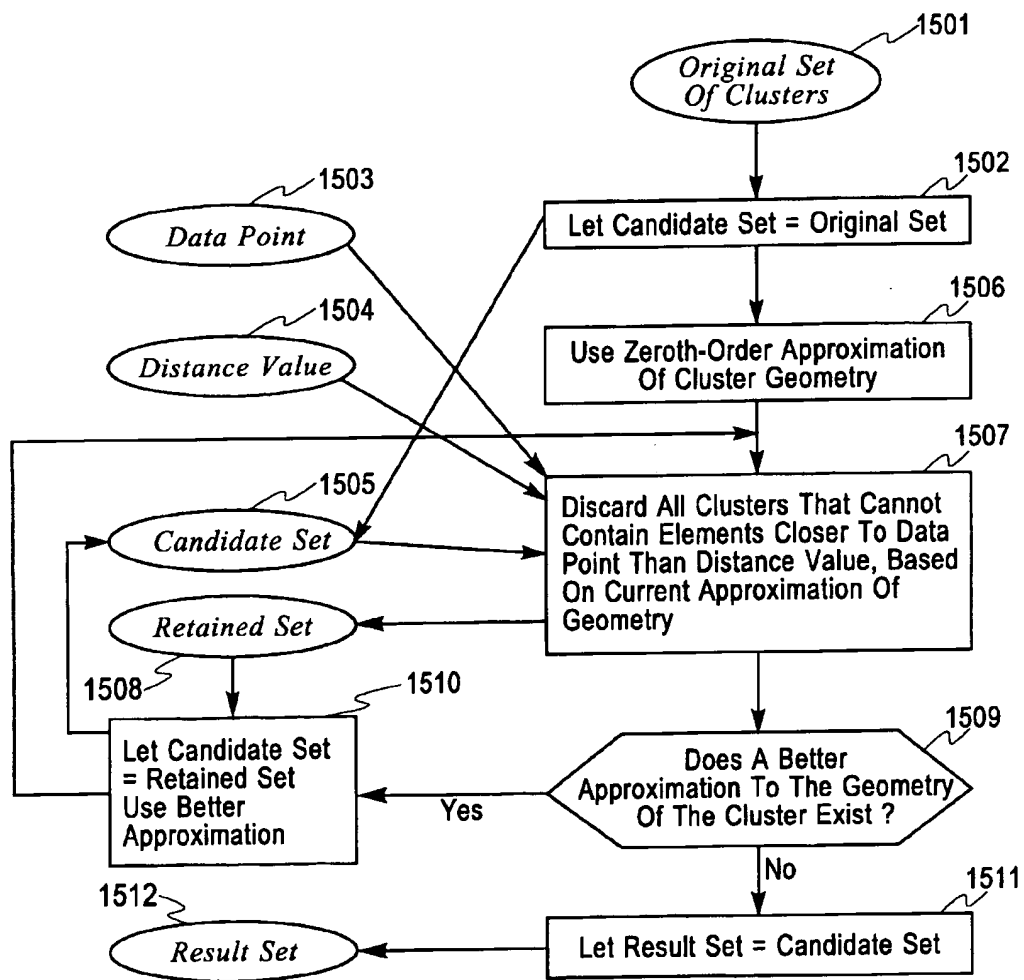 1501
Original Set
Of Clusters
1502
Let Candidate Set = Original Set
1503
Data Point
1506
Use Zeroth-Order Approximation
Of Cluster Geometry
1504
Distance Value
1507
Discard All Clusters That Cannot
Contain Elements Closer To Data
Point Than Distance Value, Based
On Current Approximation Of
Geometry
1505
Candidate Set
Retained Set
1508
1510
Let Candidate Set
= Retained Set
Use Better
Approximation
1509
Does A Better
Approximation To The Geometry
Of The Cluster Exist ?
Yes
No
1511
Let Result Set = Candidate Set
1512
Result Set